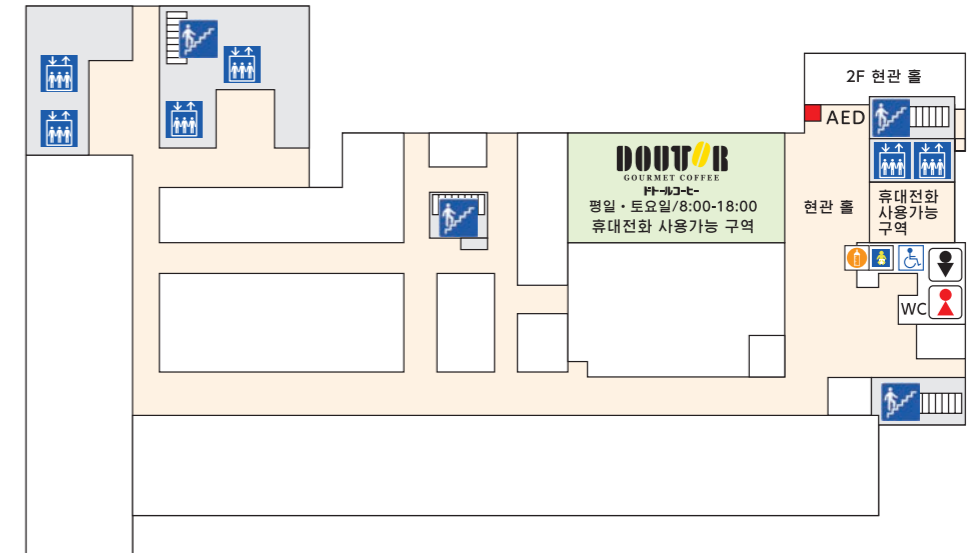 2F 현관 홀
AED
DOUTOR
GOURMET COFFEE
ドトールコーヒー
평일・토요일/8:00-18:00
휴대전화 사용가능 구역
현관 홀
휴대전화
사용가능
구역
WC